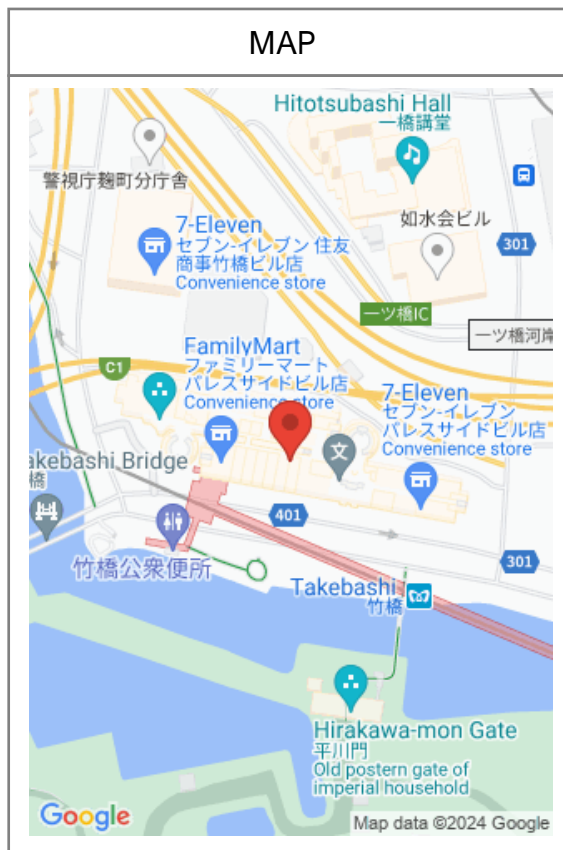 MAP
Hitotsubashi Hall
一橋講堂
警視庁麹町分庁舎
7-Eleven
セブン-イレブン 住友
商事竹橋ビル店
Convenience store
如水会ビル
301
一ツ橋IC
一ツ橋河岸
C1
FamilyMart
ファミリーマート
パレスサイドビル店
Convenience store
7-Eleven
セブン-イレブン
パレスサイドビル店
Convenience store
文
akebashi Bridge
橋
401
竹橋公衆便所
301
Takebashi
竹橋
Hirakawa-mon Gate
平川門
Old postern gate of
imperial household
Google
Map data ©2024 Google